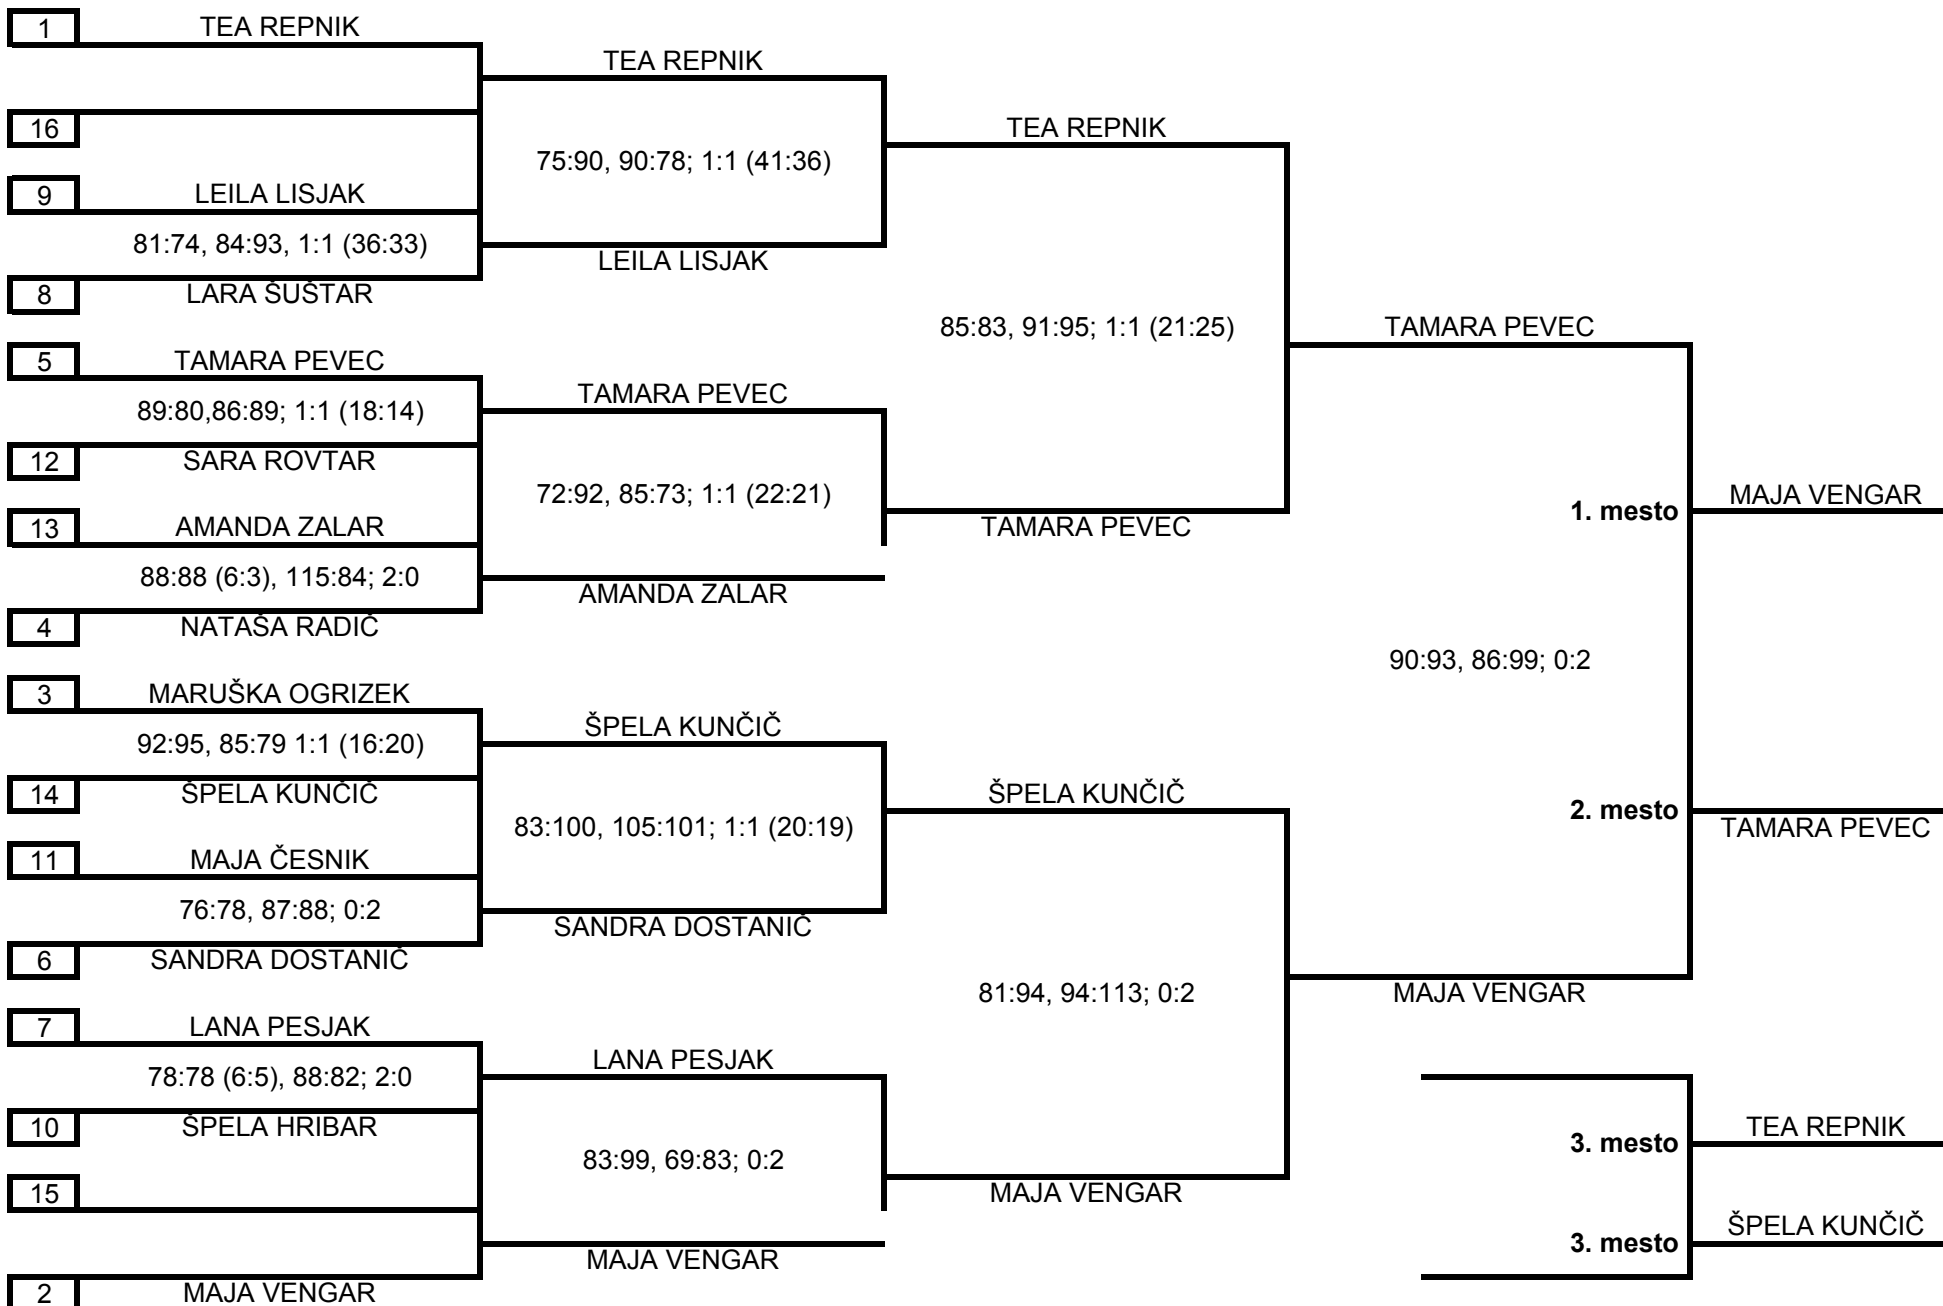 1 TEA REPNIK
TEA REPNIK
16
TEA REPNIK
75:90, 90:78; 1:1 (41:36)
9 LEILA LISJAK
81:74, 84:93, 1:1 (36:33)
LEILA LISJAK
8 LARA ŠUŠTAR
85:83, 91:95; 1:1 (21:25)
TAMARA PEVEC
5 TAMARA PEVEC
TAMARA PEVEC
89:80,86:89; 1:1 (18:14)
12 SARA ROVTAR
72:92, 85:73; 1:1 (22:21)
1. mesto MAJA VENGAR
13 AMANDA ZALAR
TAMARA PEVEC
88:88 (6:3), 115:84; 2:0
AMANDA ZALAR
4 NATAŠA RADIČ
90:93, 86:99; 0:2
3 MARUŠKA OGRIZEK
ŠPELA KUNČIČ
92:95, 85:79 1:1 (16:20)
14 ŠPELA KUNČIČ
ŠPELA KUNČIČ
2. mesto
TAMARA PEVEC
83:100, 105:101; 1:1 (20:19)
11 MAJA ČESNIK
76:78, 87:88; 0:2
SANDRA DOSTANIČ
6 SANDRA DOSTANIČ
81:94, 94:113; 0:2
MAJA VENGAR
7 LANA PESJAK
LANA PESJAK
78:78 (6:5), 88:82; 2:0
10 ŠPELA HRIBAR
3. mesto TEA REPNIK
83:99, 69:83; 0:2
15
MAJA VENGAR
3. mesto ŠPELA KUNČIČ
MAJA VENGAR
2 MAJA VENGAR